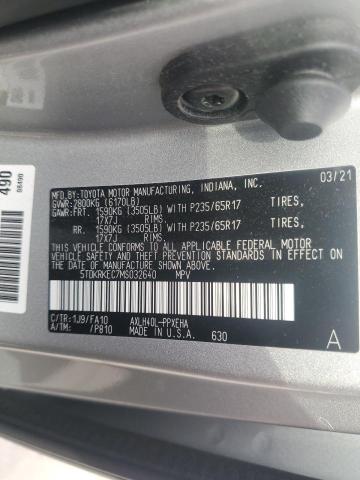 490
98490
MFD.BY:TOYOTA MOTOR MANUFACTURING, INDIANA, INC. 03/21
GVWR:2800KG (6170LB)
GAWR:FRT. 1590KG (3505LB) WITH P235/65R17 TIRES,
17X7J RIMS,
RR. 1590KG (3505LB) WITH P235/65R17 TIRES,
17X7J RIMS,
THIS VEHICLE CONFORMS TO ALL APPLICABLE FEDERAL MOTOR VEHICLE
SAFETY, BUMPER, AND THEFT PREVENTION STANDARDS IN EFFECT ON
THE DATE OF MANUFACTURE SHOWN ABOVE.
5TDKRKEC7MS032640 MPV
C/TR:1J9/FA10 AXLH40L-PPXEHA
A/TM: /P810 MADE IN U.S.A. 630 A